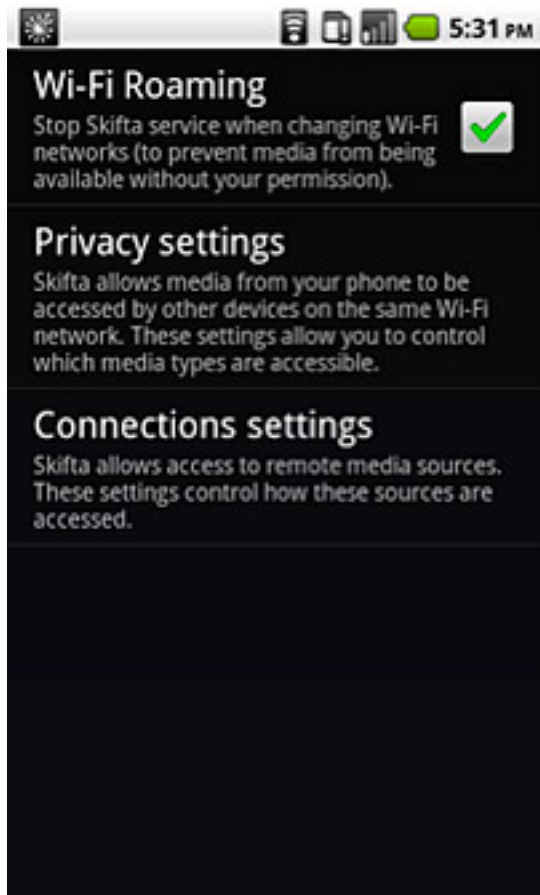 5:31 PM
Wi-Fi Roaming
Stop Skifta service when changing Wi-Fi
networks (to prevent media from being
available without your permission).
Privacy settings
Skifta allows media from your phone to be
accessed by other devices on the same Wi-Fi
network. These settings allow you to control
which media types are accessible.
Connections settings
Skifta allows access to remote media sources.
These settings control how these sources are
accessed.